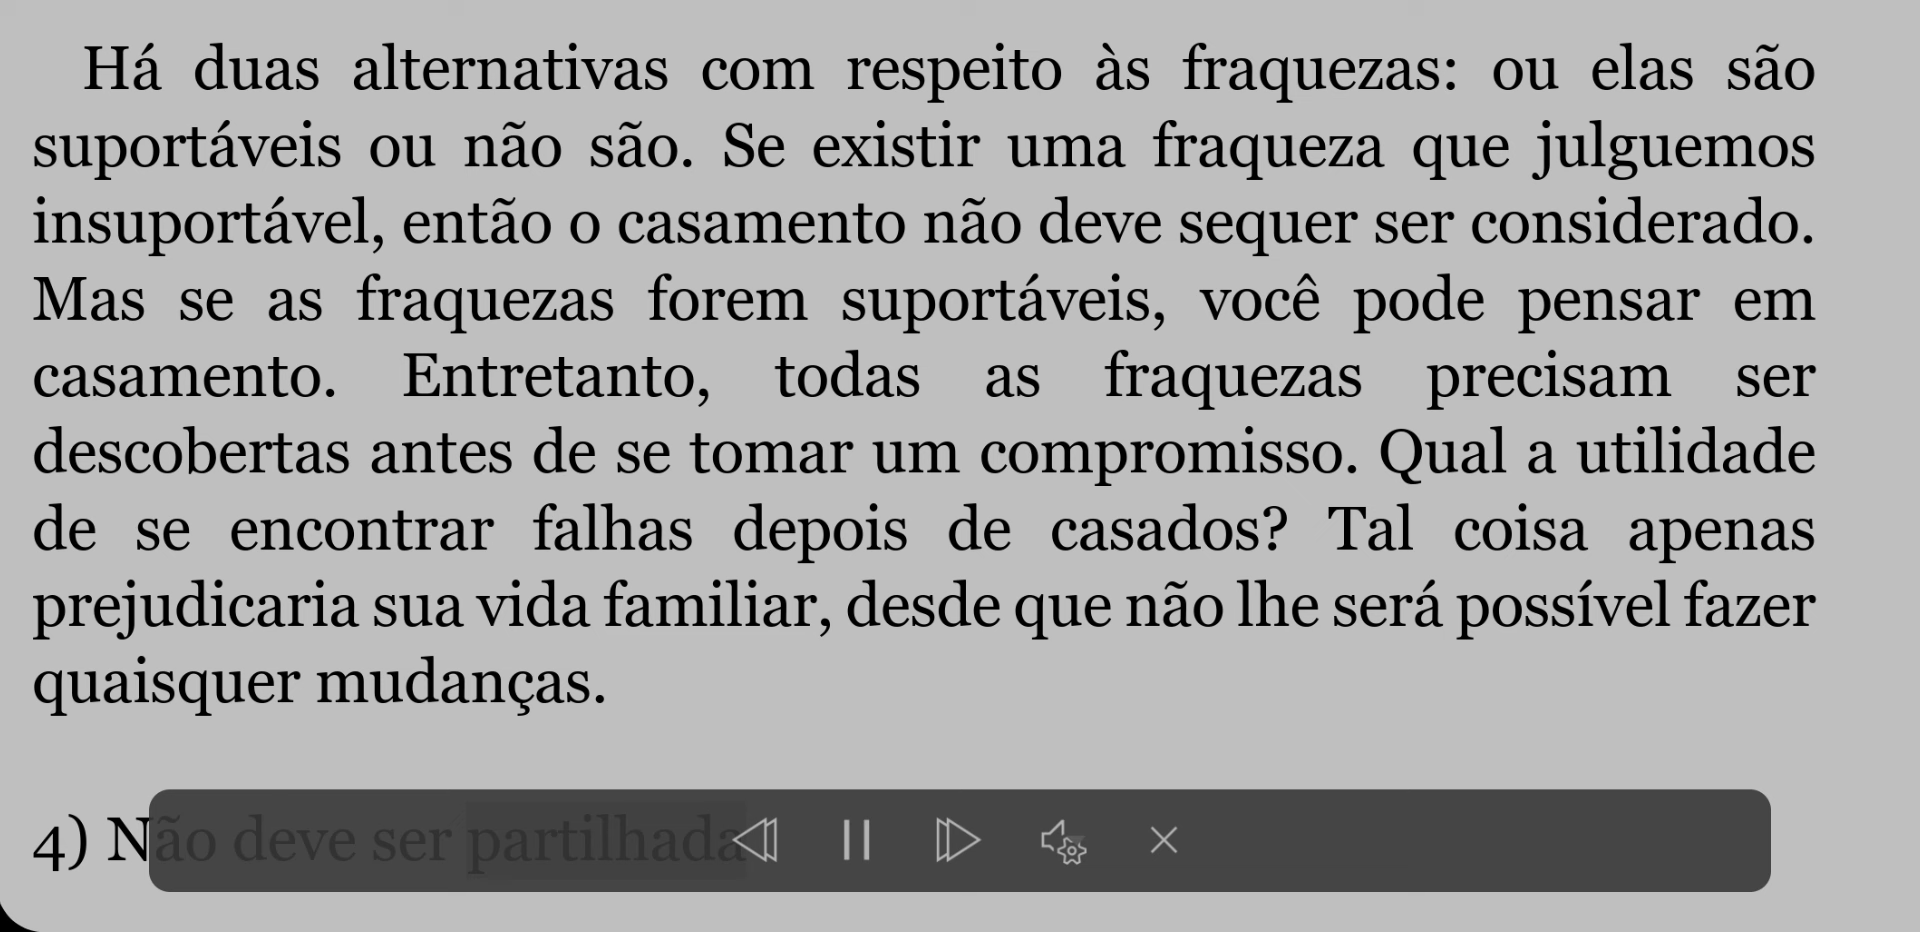 Há duas alternativas com respeito às fraquezas: ou elas são
suportáveis ou não são. Se existir uma fraqueza que julguemos
insuportável, então o casamento não deve sequer ser considerado.
Mas se as fraquezas forem suportáveis, você pode pensar em
casamento. Entretanto, todas as fraquezas precisam ser
descobertas antes de se tomar um compromisso. Qual a utilidade
de se encontrar falhas depois de casados? Tal coisa apenas
prejudicaria sua vida familiar, desde que não lhe será possível fazer
quaisquer mudanças.
4) Não deve ser partilhada